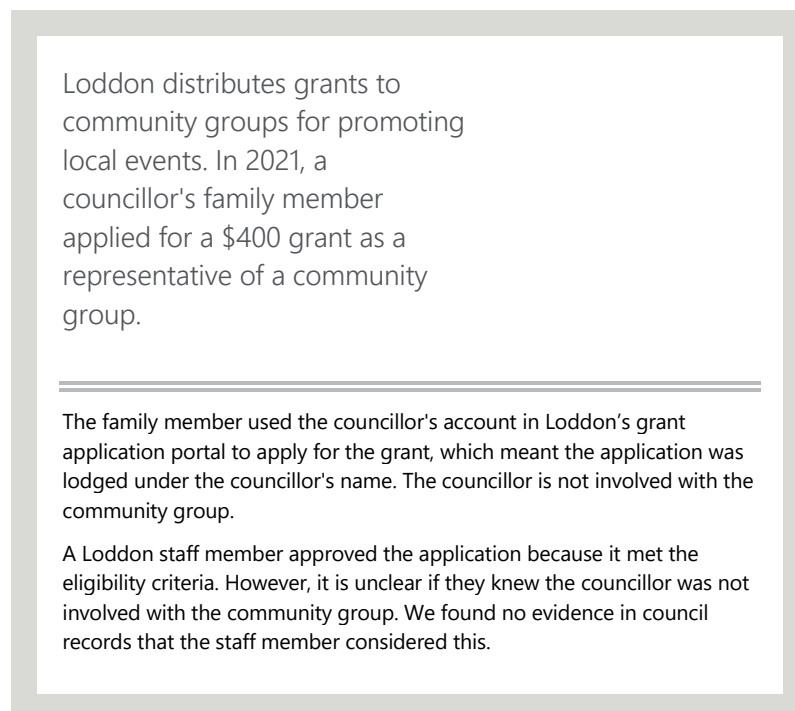 Loddon distributes grants to
community groups for promoting
local events. In 2021, a
councillor's family member
applied for a $400 grant as a
representative of a community
group.
The family member used the councillor's account in Loddon’s grant
application portal to apply for the grant, which meant the application was
lodged under the councillor's name. The councillor is not involved with the
community group.
A Loddon staff member approved the application because it met the
eligibility criteria. However, it is unclear if they knew the councillor was not
involved with the community group. We found no evidence in council
records that the staff member considered this.